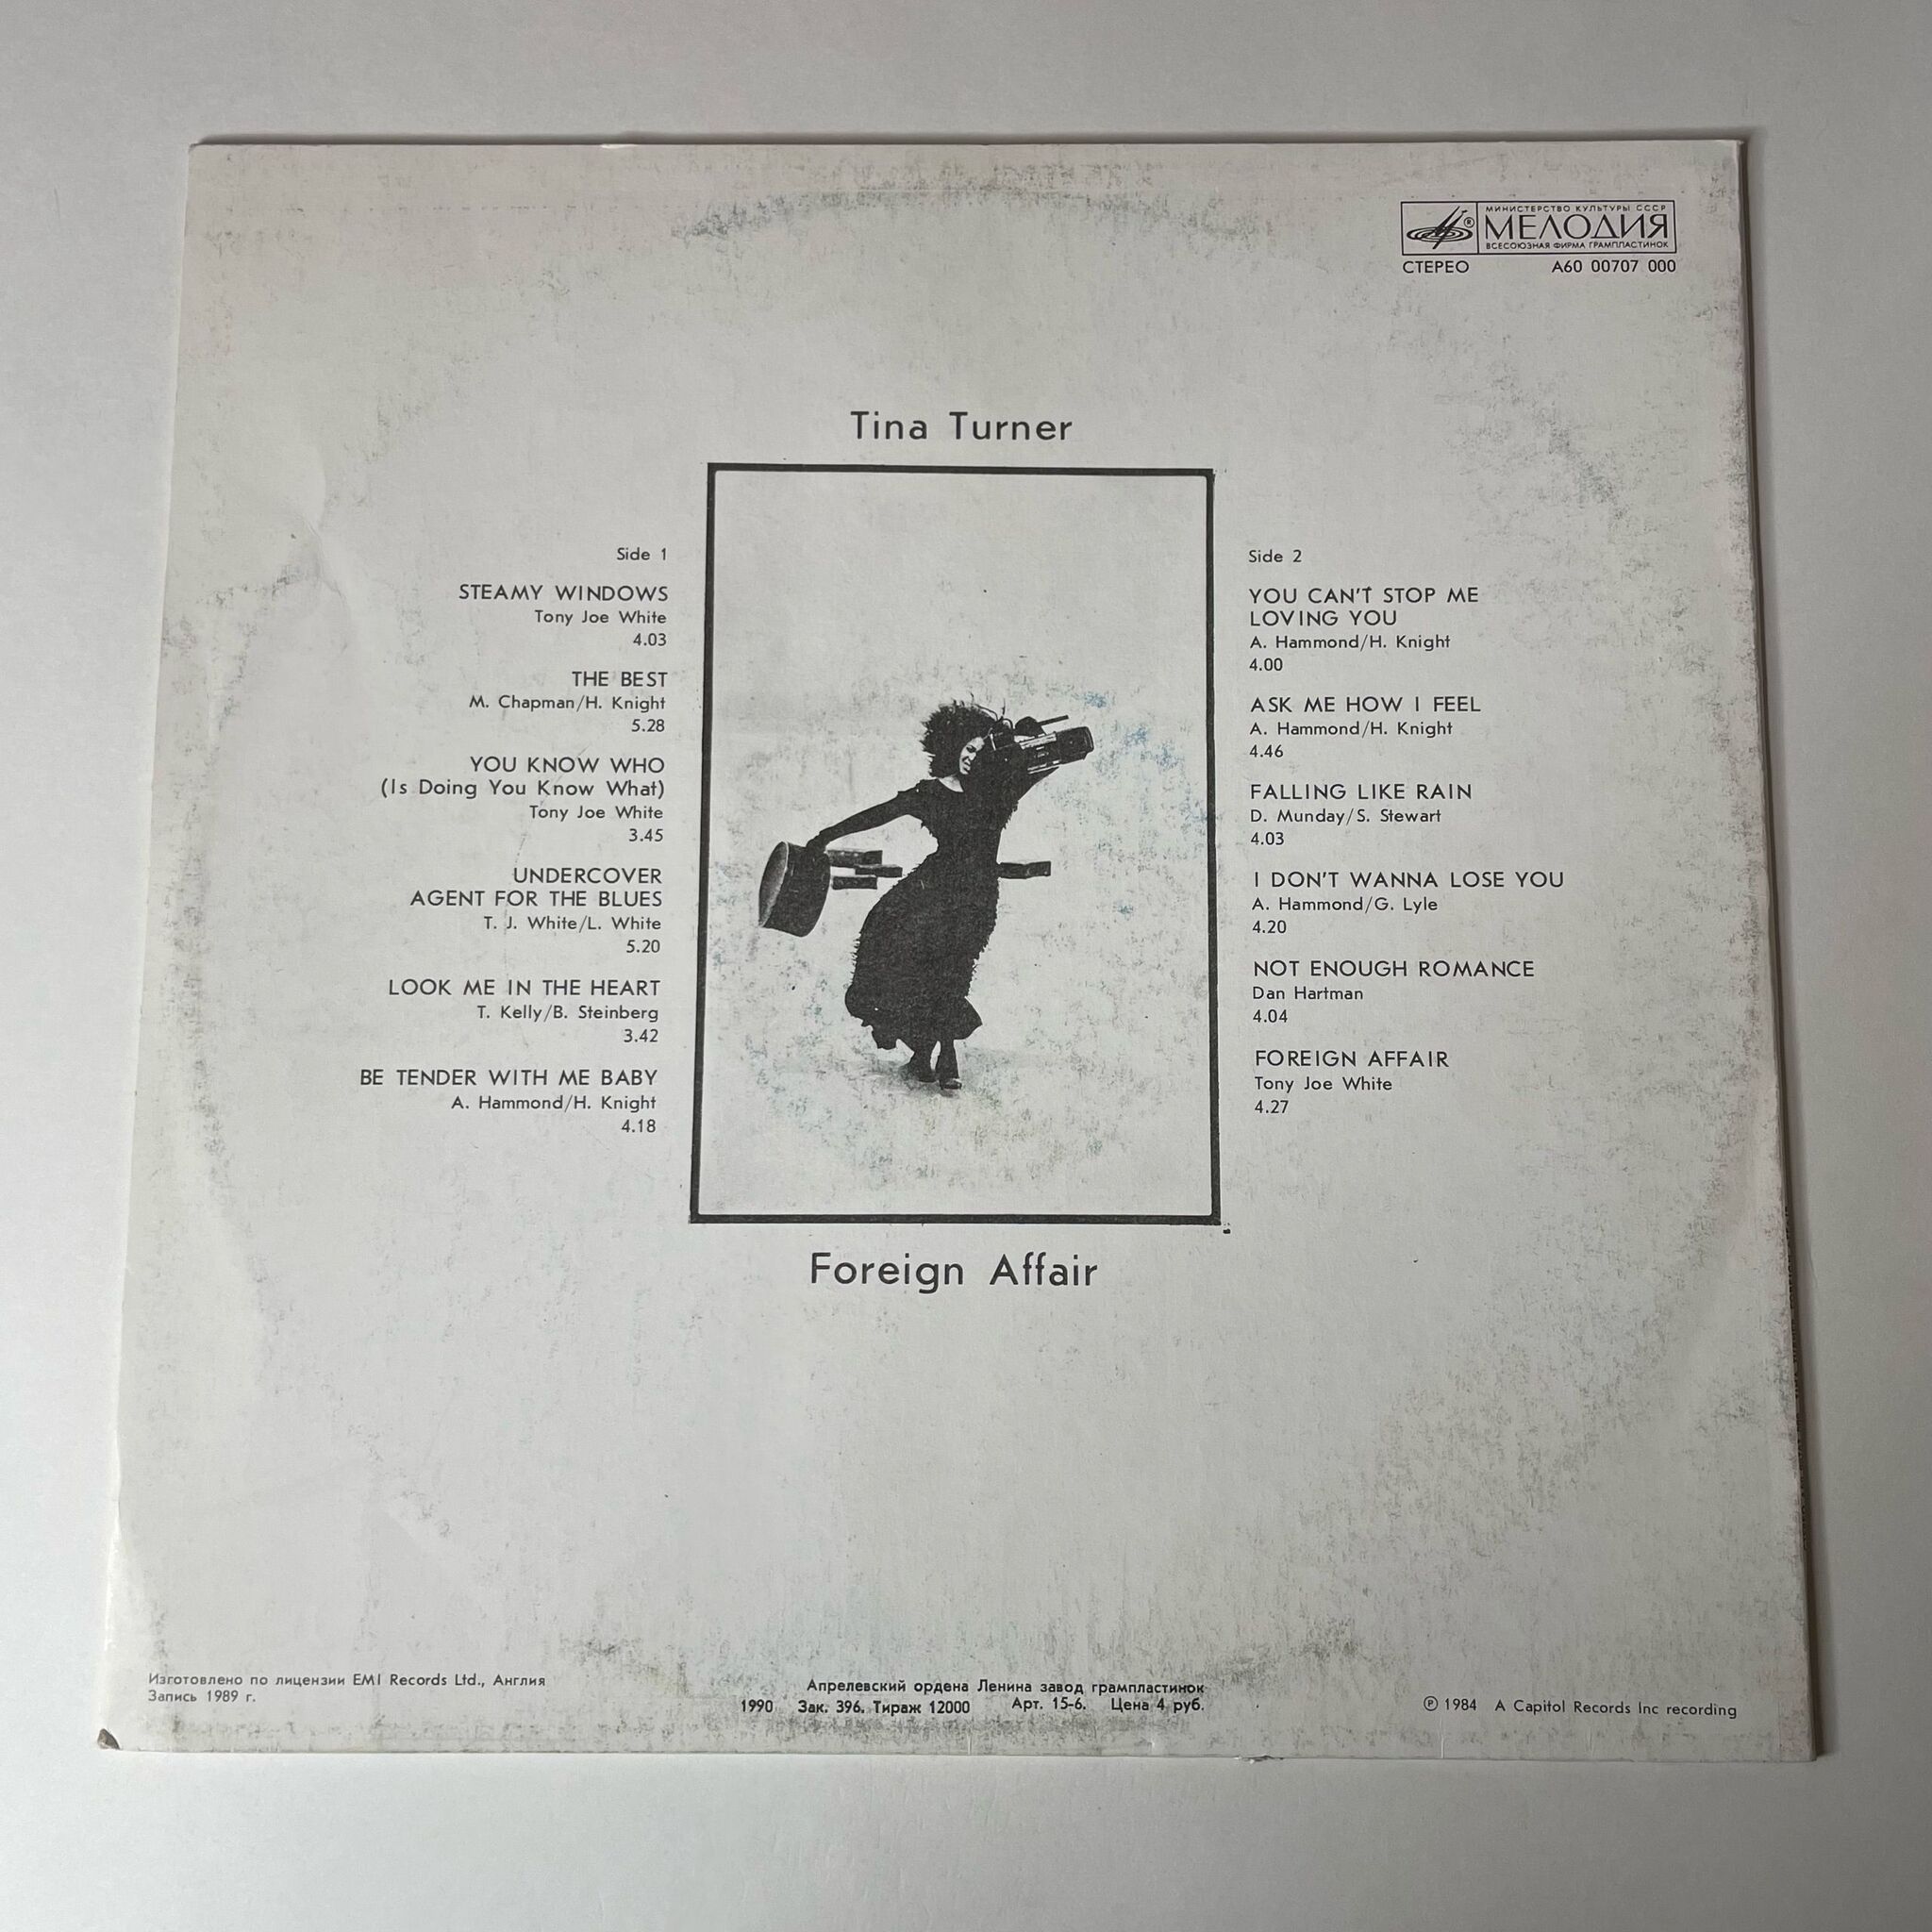 МИНИСТЕРСТВО КУЛЬТУРЫ СССР
МЕЛОДИЯ
ВСЕСОЮЗНАЯ ФИРМА ГРАМПЛАСТИНОК
СТЕРЕО A60 00707 000
Tina Turner
Side 1
STEAMY WINDOWS
Tony Joe White
4.03
THE BEST
M. Chapman/H. Knight
5.28
YOU KNOW WHO
(Is Doing You Know What)
Tony Joe White
3.45
UNDERCOVER
AGENT FOR THE BLUES
T. J. White/L. White
5.20
LOOK ME IN THE HEART
T. Kelly/B. Steinberg
3.42
BE TENDER WITH ME BABY
A. Hammond/H. Knight
4.18
Side 2
YOU CAN'T STOP ME
LOVING YOU
A. Hammond/H. Knight
4.00
ASK ME HOW I FEEL
A. Hammond/H. Knight
4.46
FALLING LIKE RAIN
D. Munday/S. Stewart
4.03
I DON'T WANNA LOSE YOU
A. Hammond/G. Lyle
4.20
NOT ENOUGH ROMANCE
Dan Hartman
4.04
FOREIGN AFFAIR
Tony Joe White
4.27
Foreign Affair
Изготовлено по лицензии EMI Records Ltd., Англия
Запись 1989 г.
Апрелевский ордена Ленина завод грампластинок
1990 Зак. 396. Тираж 12000 Арт. 15-6. Цена 4 руб.
℗ 1984 A Capitol Records Inc recording